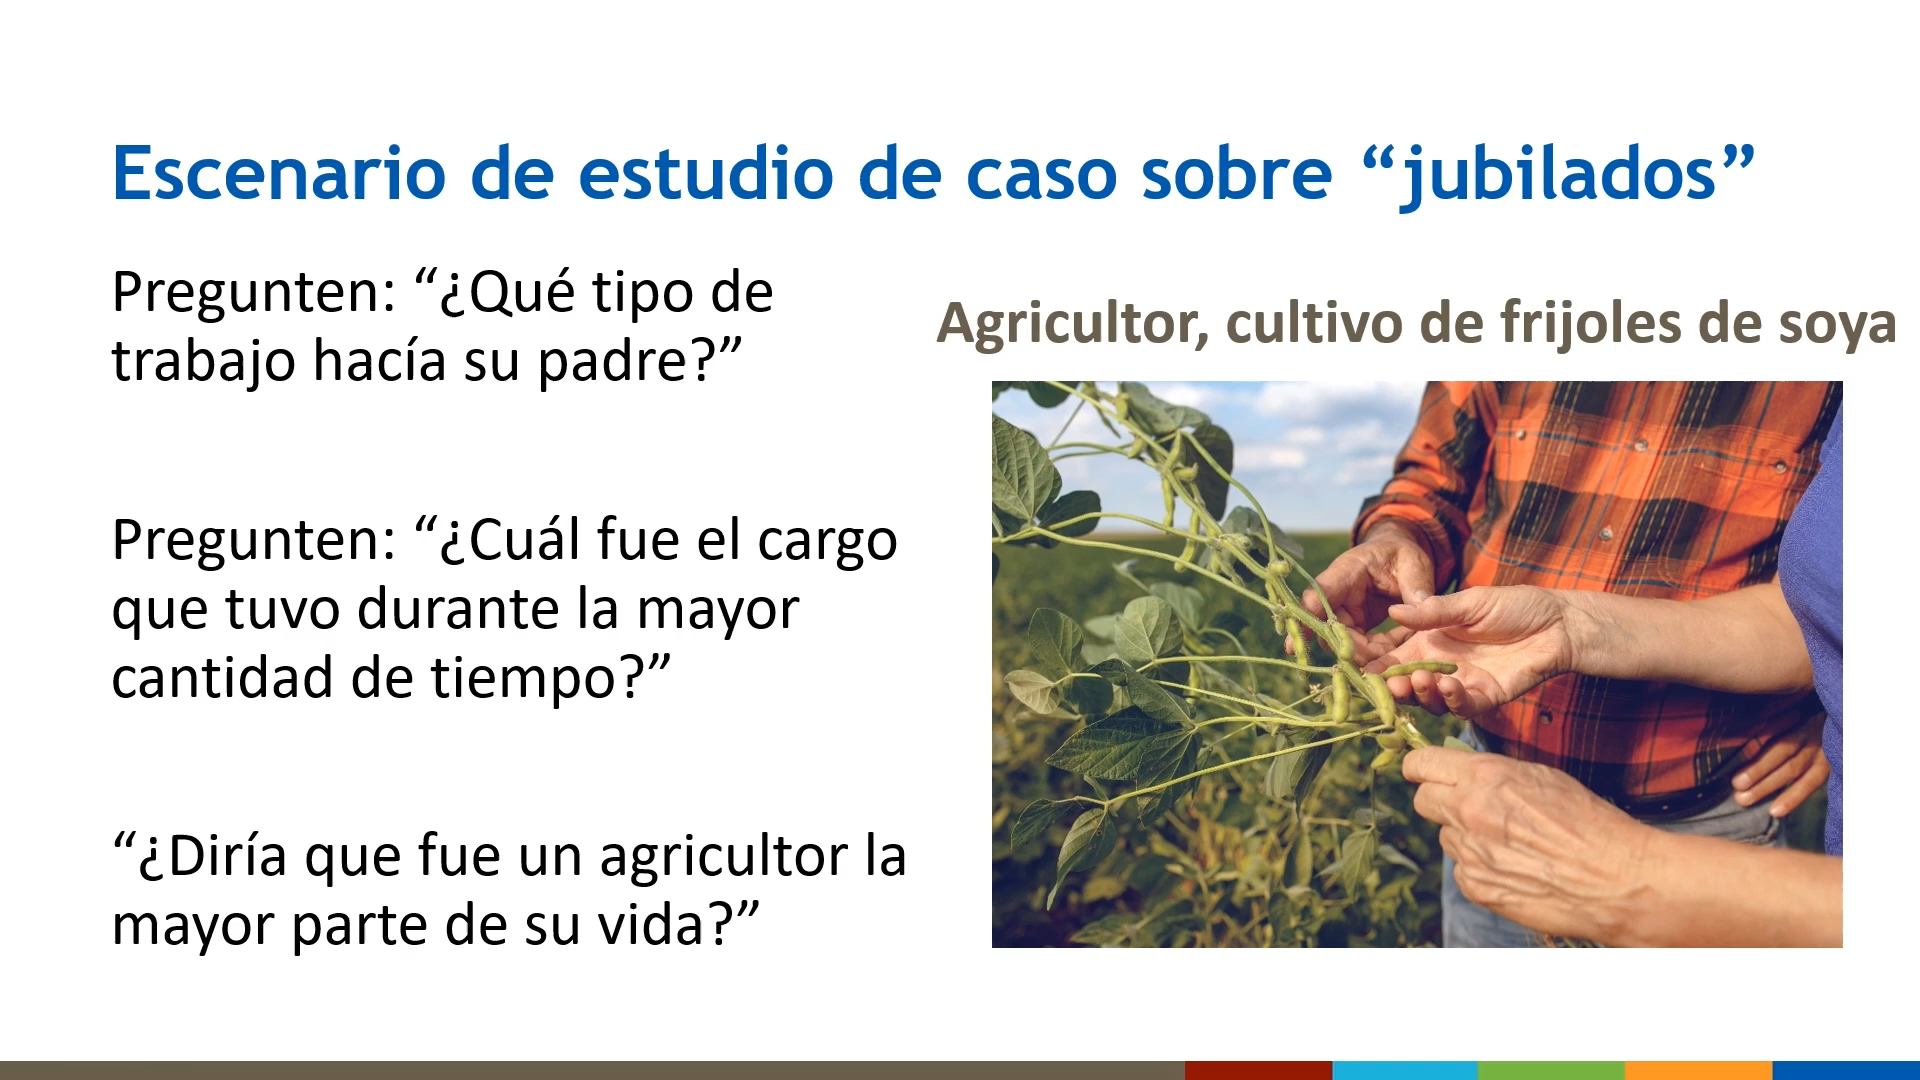 Escenario de estudio de caso sobre “jubilados”
Pregunten: “¿Qué tipo de
trabajo hacía su padre?”
Pregunten: “¿Cuál fue el cargo
que tuvo durante la mayor
cantidad de tiempo?”
“¿Diría que fue un agricultor la
mayor parte de su vida?”
Agricultor, cultivo de frijoles de soya